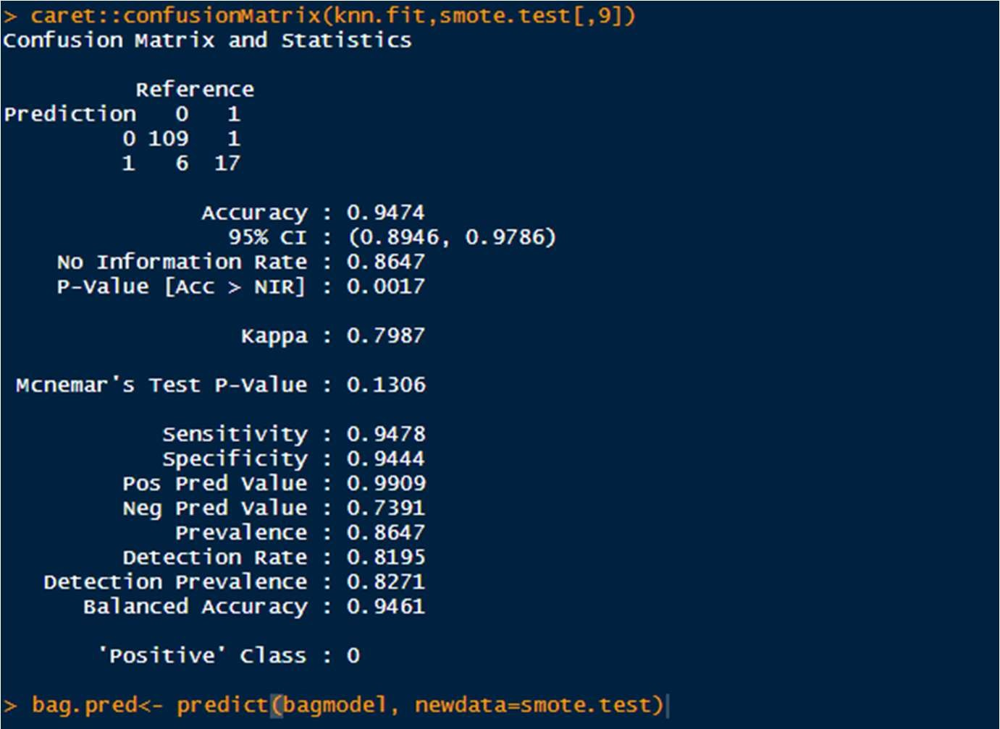 > caret::confusionMatrix(knn.fit,smote.test[,9])
Confusion Matrix and Statistics
Reference
Prediction 0 1
0 109 1
1 6 17
Accuracy : 0.9474
95% CI : (0.8946, 0.9786)
No Information Rate : 0.8647
P-Value [Acc > NIR] : 0.0017
Kappa : 0.7987
Mcnemar's Test P-Value : 0.1306
Sensitivity : 0.9478
Specificity : 0.9444
Pos Pred Value : 0.9909
Neg Pred Value : 0.7391
Prevalence : 0.8647
Detection Rate : 0.8195
Detection Prevalence : 0.8271
Balanced Accuracy : 0.9461
'Positive' Class : 0
> bag.pred<- predict(bagmodel, newdata=smote.test)